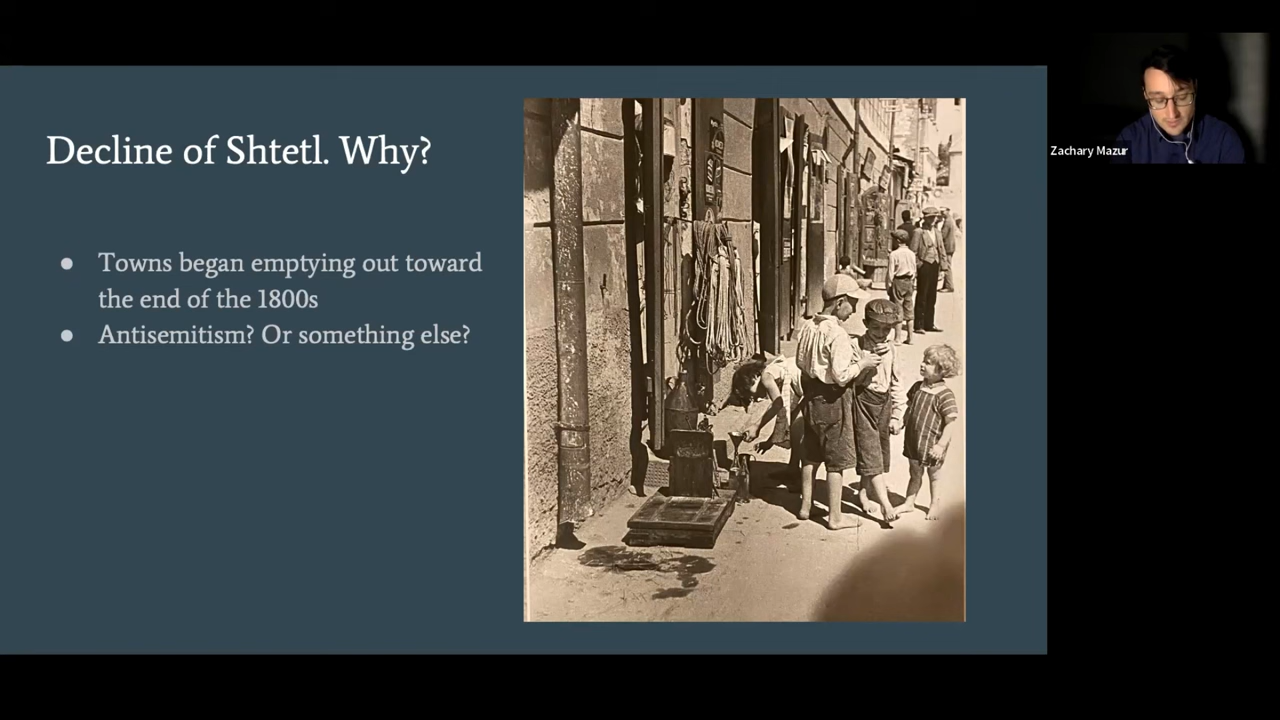 Decline of Shtetl. Why?
● Towns began emptying out toward
the end of the 1800s
● Antisemitism? Or something else?
Zachary Mazur